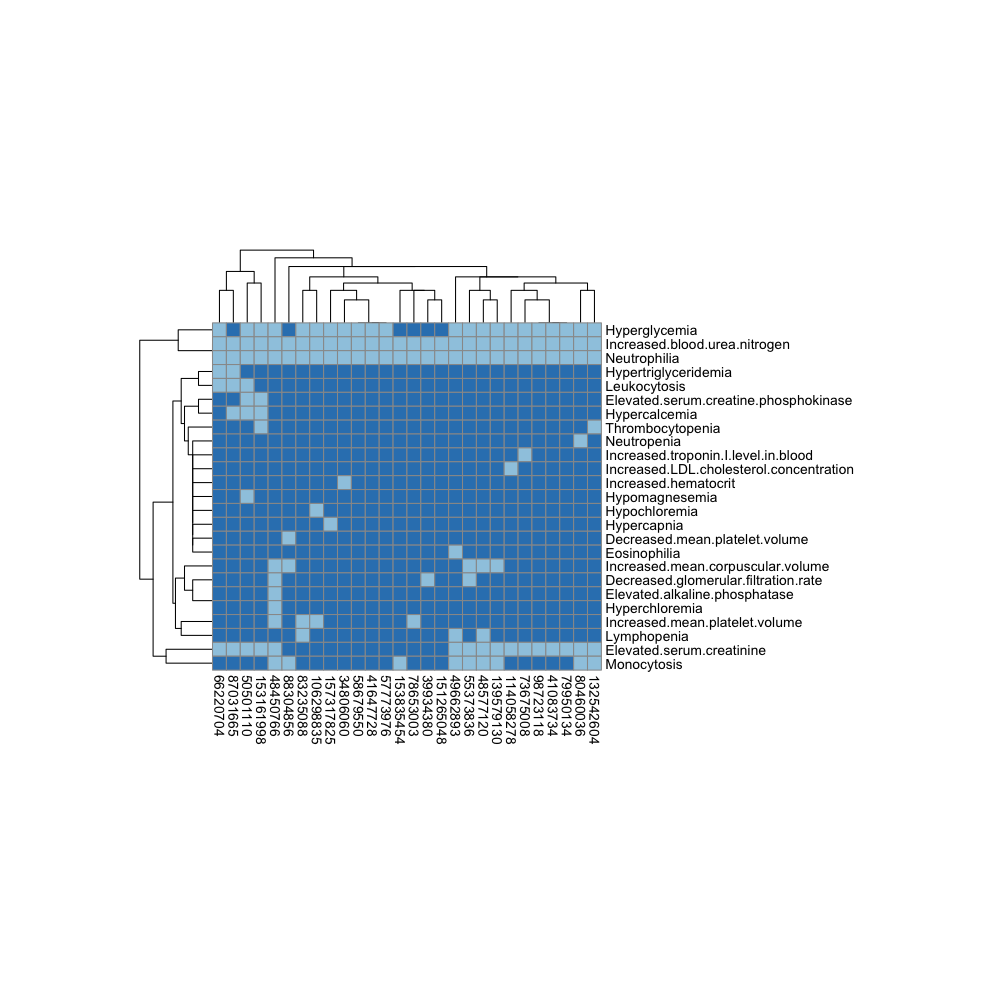 Hyperglycemia
Increased.blood.urea.nitrogen
Neutrophilia
Hypertriglyceridemia
Leukocytosis
Elevated.serum.creatine.phosphokinase
Hypercalcemia
Thrombocytopenia
Neutropenia
Increased.troponin.I.level.in.blood
Increased.LDL.cholesterol.concentration
Increased.hematocrit
Hypomagnesemia
Hypochloremia
Hypercapnia
Decreased.mean.platelet.volume
Eosinophilia
Increased.mean.corpuscular.volume
Decreased.glomerular.filtration.rate
Elevated.alkaline.phosphatase
Hyperchloremia
Increased.mean.platelet.volume
Lymphopenia
Elevated.serum.creatinine
Monocytosis
66220704
87031665
50501110
153161998
48450766
88304856
83235088
106298835
157317825
34806060
58679550
41647728
57773976
153835454
78653003
39934380
151265048
49662893
55373836
48577120
139579130
114058278
73675008
98723118
41083734
79950134
80460036
132542604